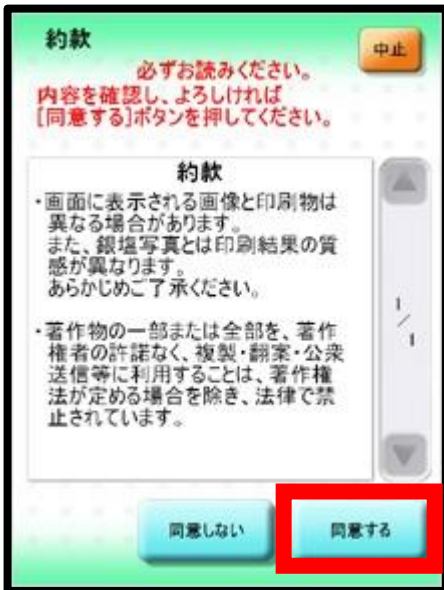 約款
中止
必ずお読みください。
内容を確認し、よろしければ
[同意する]ボタンを押してください。
約款
・画面に表示される画像と印刷物は
異なる場合があります。
また、銀塩写真とは印刷結果の質
感が異なります。
あらかじめご了承ください。
・著作物の一部または全部を、著作
権者の許諾なく、複製・翻案・公衆
送信等に利用することは、著作権
法が定める場合を除き、法律で禁
止されています。
1/1
同意しない
同意する